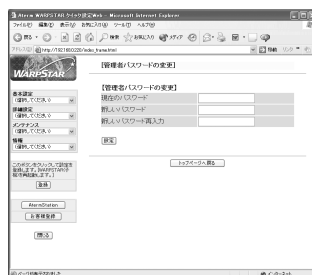 Aterm WARPSTAR クイック設定Web - Microsoft Internet Explorer
ファイル(F) 編集(E) 表示(V) お気に入り(A) ツール(T) ヘルプ(H)
戻る 検索 お気に入り メディア
アドレス(D) 移動 リンク
WARPSTAR
基本設定
(選択してください)
詳細設定
(選択してください)
メンテナンス
(選択してください)
情報
(選択してください)
登録
AtermStation
お客様登録
閉じる
[管理者パスワードの変更]
【管理者パスワードの変更】
現在のパスワード
新しいパスワード
新しいパスワード再入力
設定
トップページへ戻る
ページが表示されました
インターネット